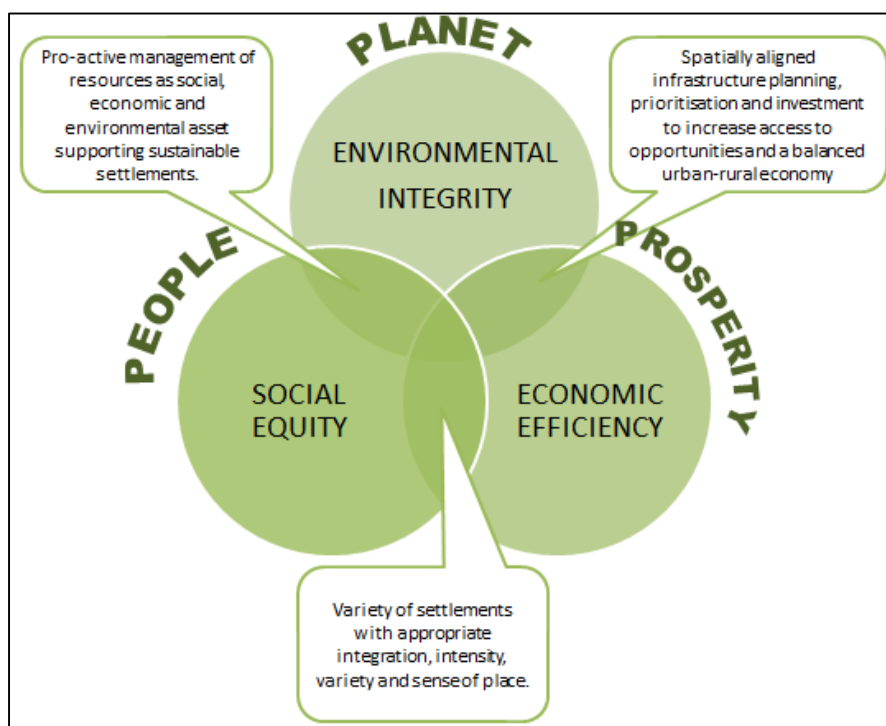 PLANET
Pro-active management of
resources as social,
economic and
environmental asset
supporting sustainable
settlements.
Spatially aligned
infrastructure planning,
prioritisation and investment
to increase access to
opportunities and a balanced
urban-rural economy
ENVIRONMENTAL
INTEGRITY
PEOPLE
PROSPERITY
SOCIAL
EQUITY
ECONOMIC
EFFICIENCY
Variety of settlements
with appropriate
integration, intensity,
variety and sense of place.